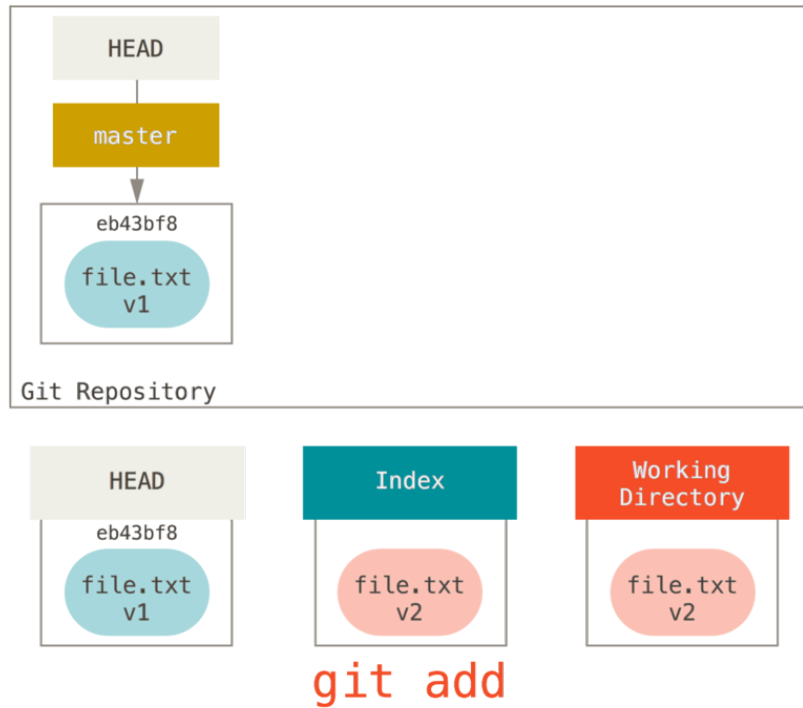 HEAD
master
eb43bf8
file.txt
v1
Git Repository
HEAD
eb43bf8
file.txt
v1
Index
file.txt
v2
Working
Directory
file.txt
v2
git add